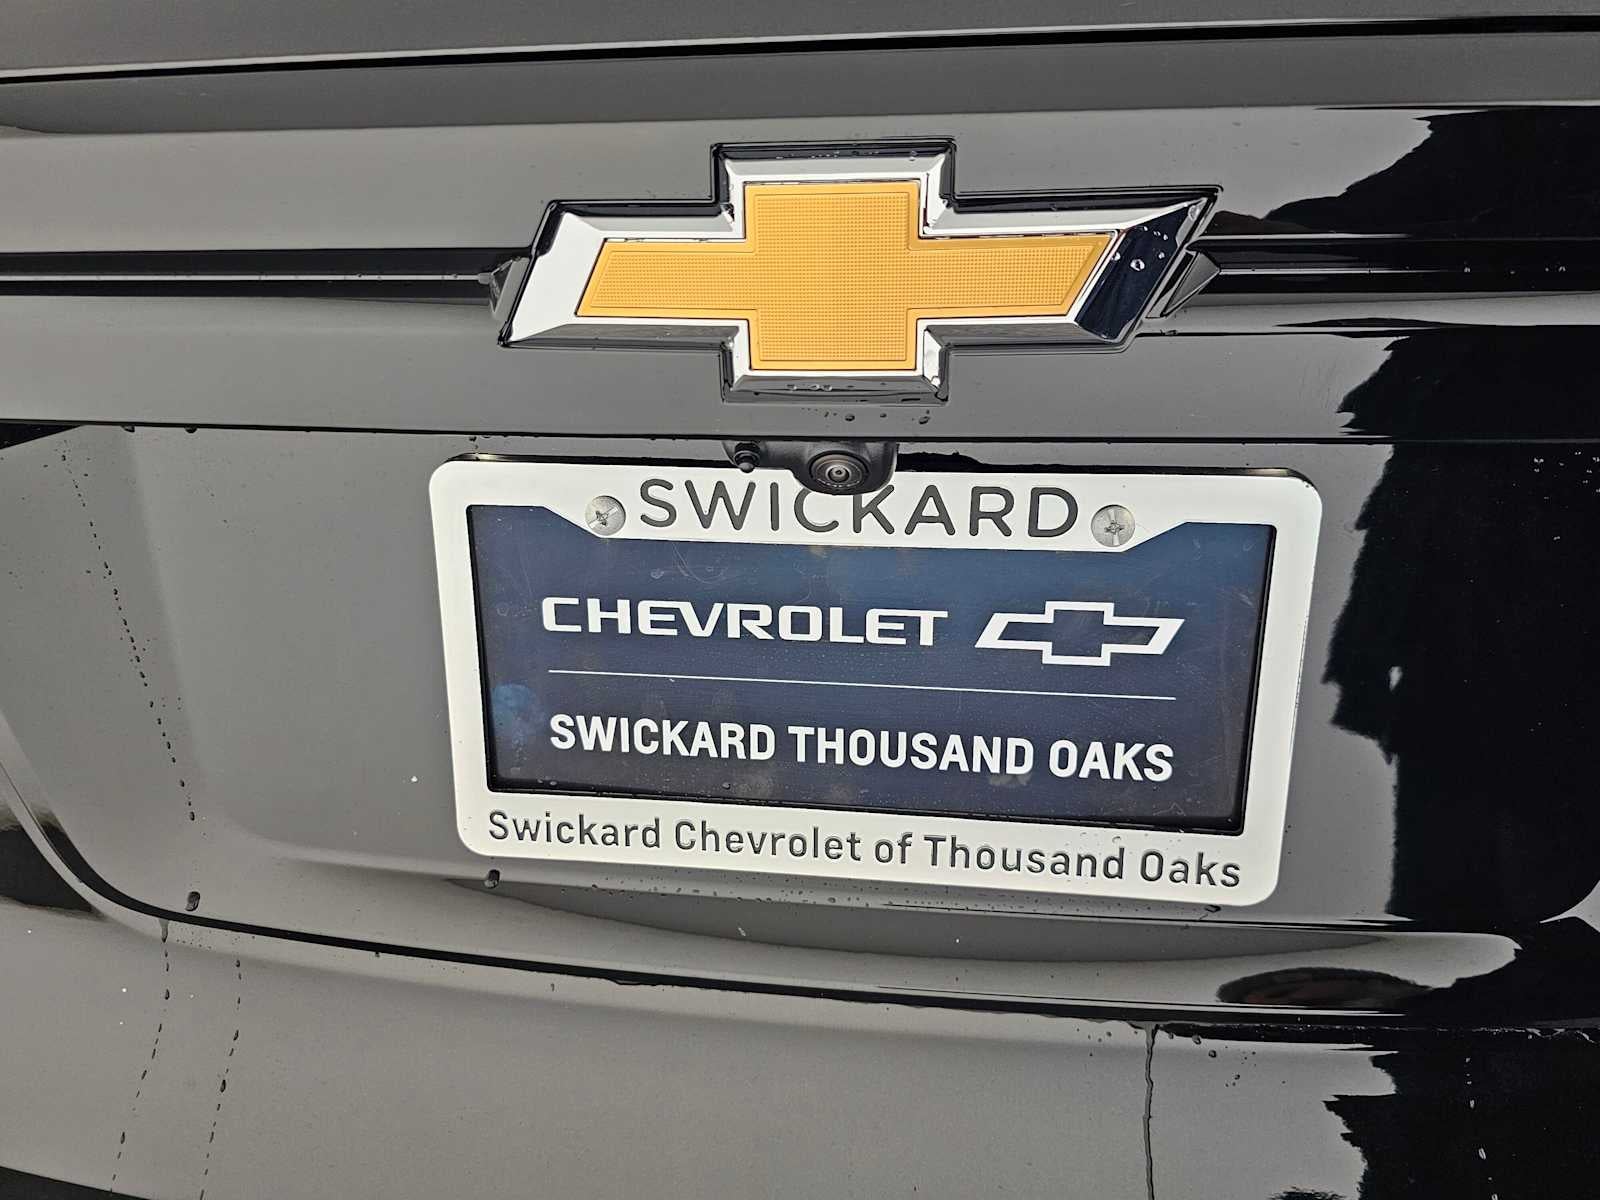 SWICKARD
CHEVROLET
SWICKARD THOUSAND OAKS
Swickard Chevrolet of Thousand Oaks